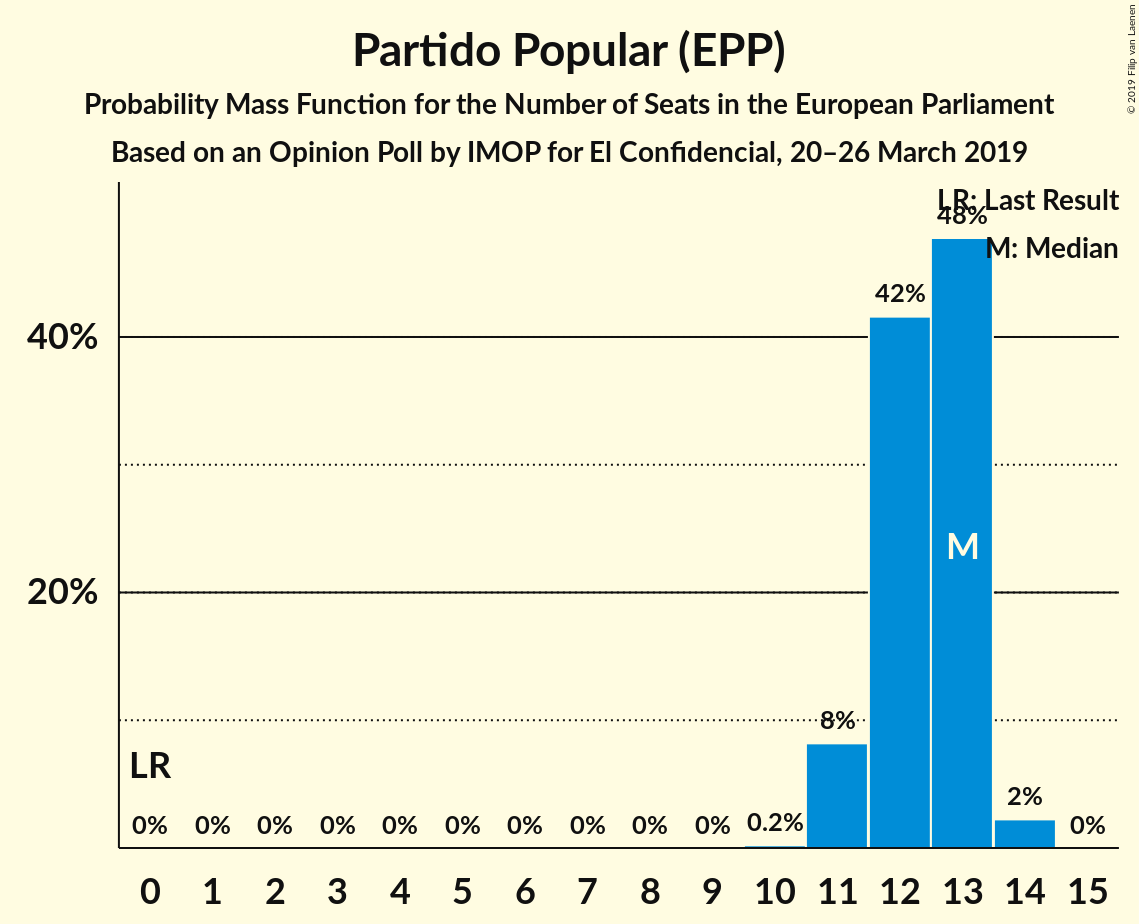 Partido Popular (EPP)
Probability Mass Function for the Number of Seats in the European Parliament
Based on an Opinion Poll by IMOP for El Confidencial, 20–26 March 2019
© 2019 Filip van Laenen
LR: Last Result
M: Median
48%
42%
40%
M
20%
8%
LR
2%
0% 0% 0% 0% 0% 0% 0% 0% 0% 0% 0.2% 0%
0 1 2 3 4 5 6 7 8 9 10 11 12 13 14 15